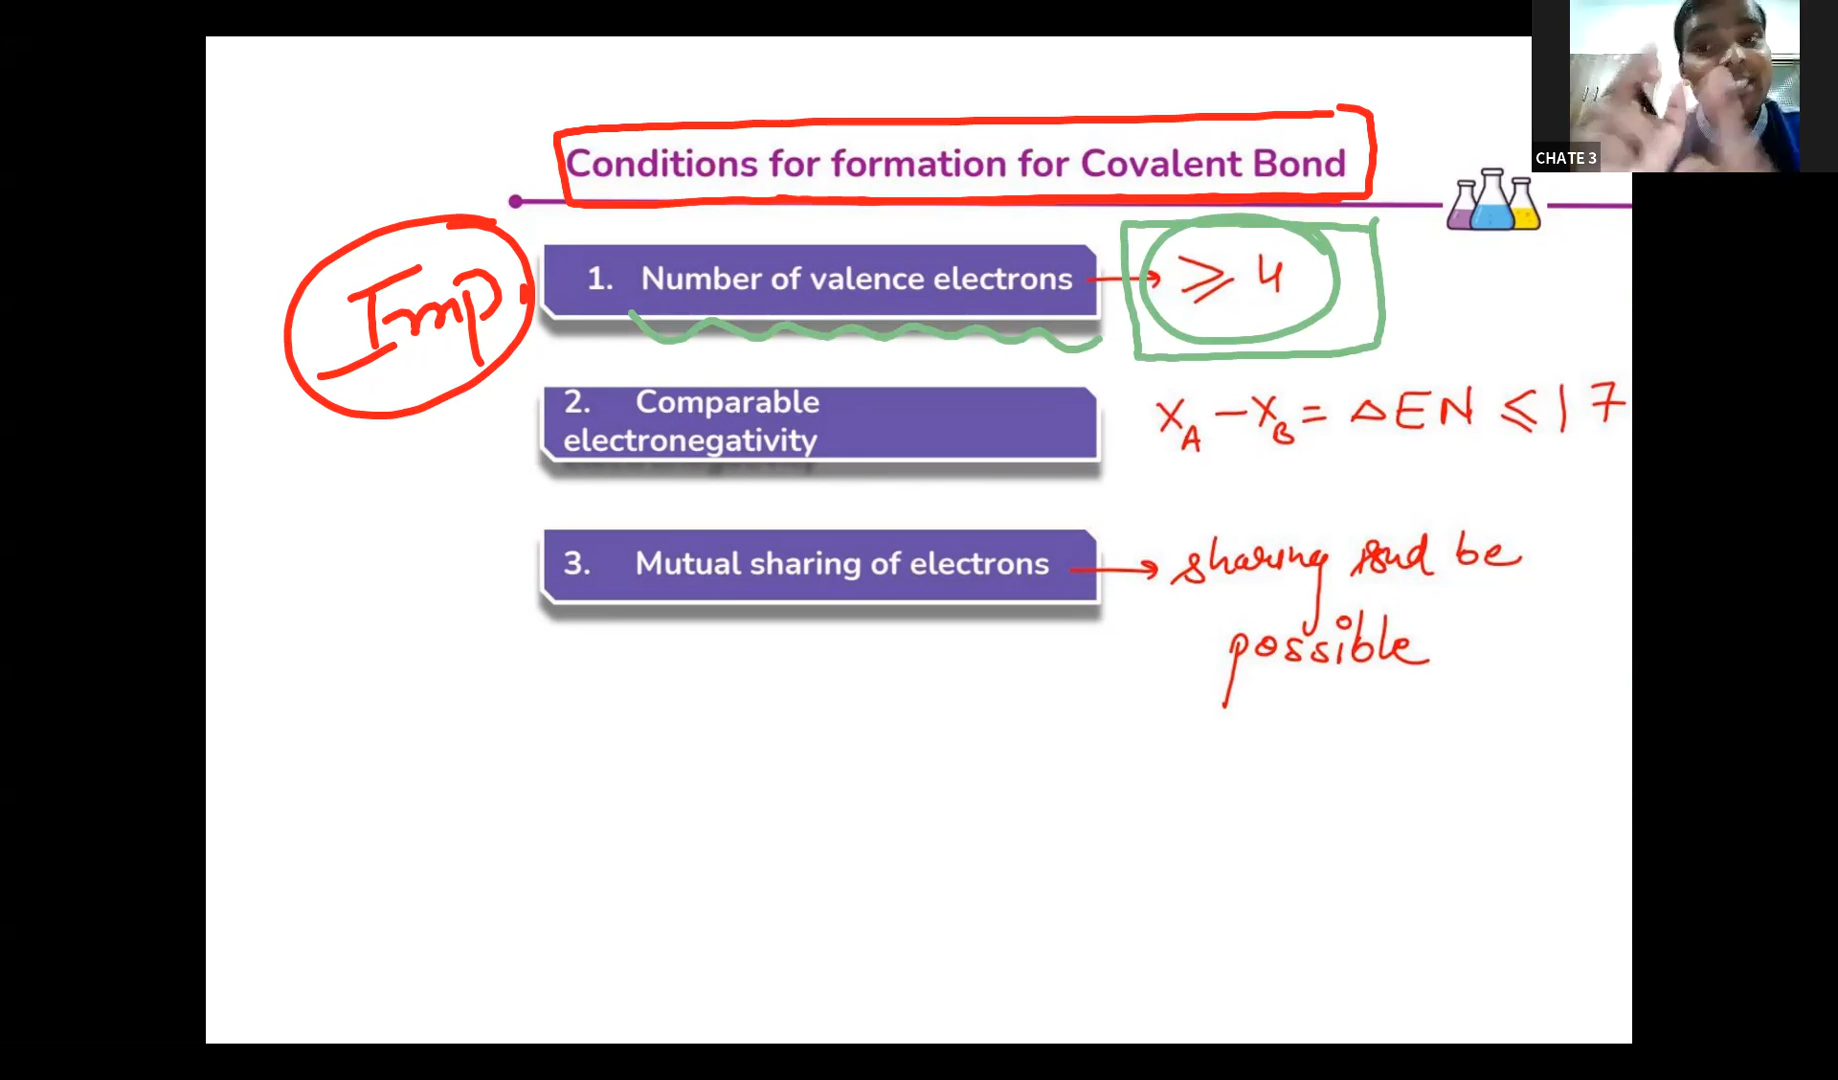 CHATE 3
Conditions for formation for Covalent Bond
Imp.
1. Number of valence electrons → ⩾ 4
2. Comparable
electronegativity
X_A − X_B = △EN ⩽ 1 7
3. Mutual sharing of electrons → sharing be
possible